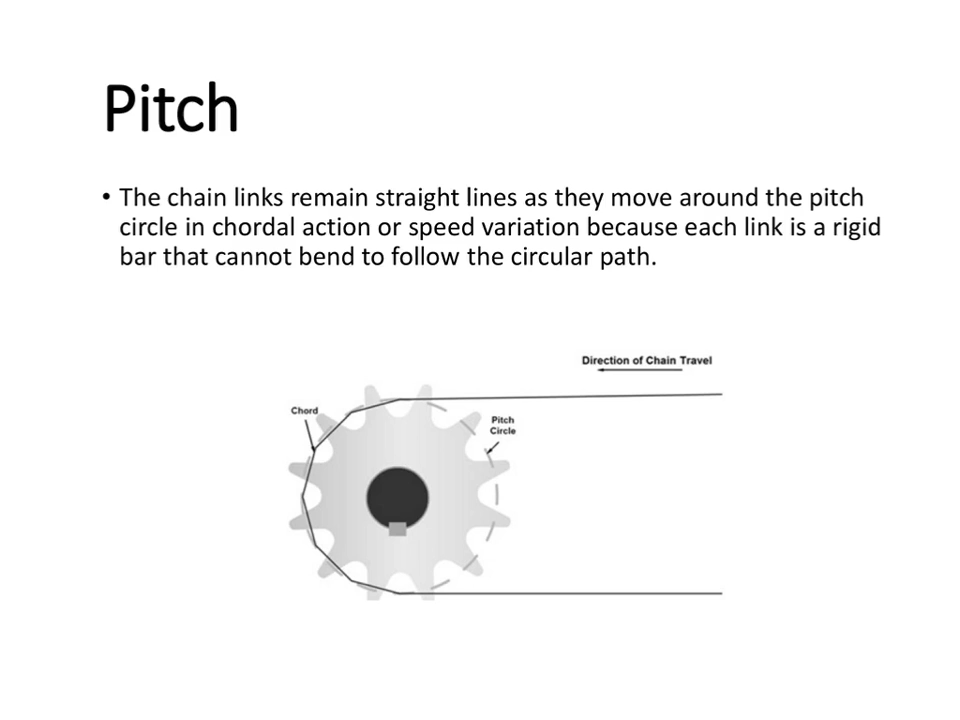 Pitch
• The chain links remain straight lines as they move around the pitch
circle in chordal action or speed variation because each link is a rigid
bar that cannot bend to follow the circular path.
Direction of Chain Travel
Chord
Pitch
Circle